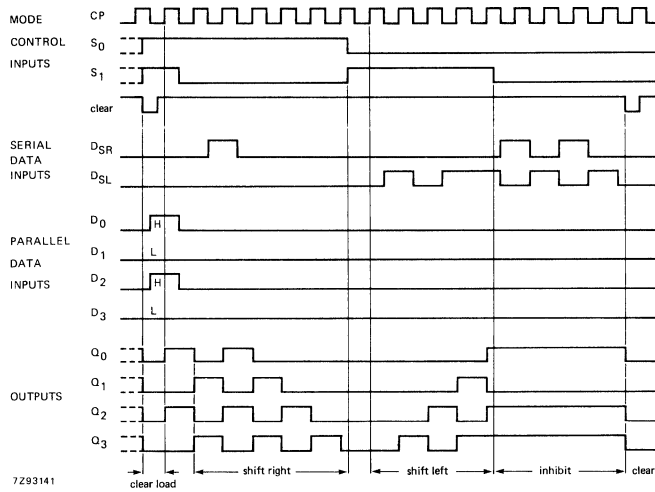 MODE CONTROL INPUTS
CP
S0
S1
clear
SERIAL DATA INPUTS
DSR
DSL
PARALLEL DATA INPUTS
D0 H
D1 L
D2 H
D3 L
OUTPUTS
Q0
Q1
Q2
Q3
clear load
shift right
shift left
inhibit
clear
7Z93141